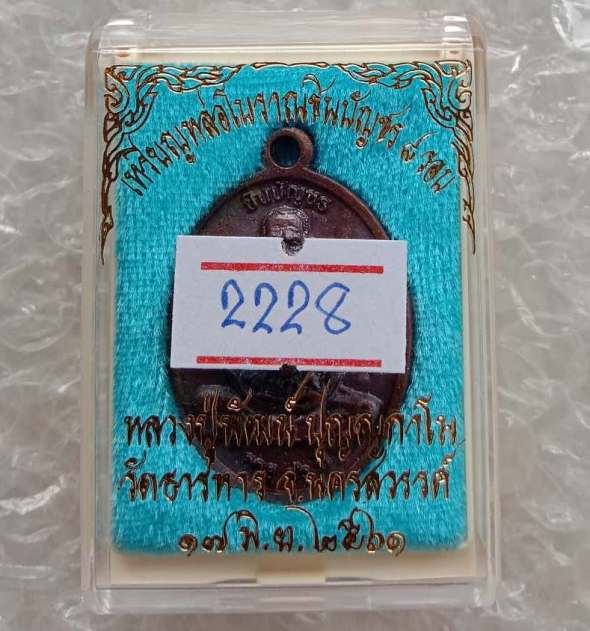 เหรียญหล่อโบราณชินบัญชร ๘ รอบ
ชินบัญชร
2228
หลวงปู่พัฒน์ ปุญญกาโม
วัดธารทหาร จ.นครสวรรค์
๑๗ พ.ย. ๒๕๖๑